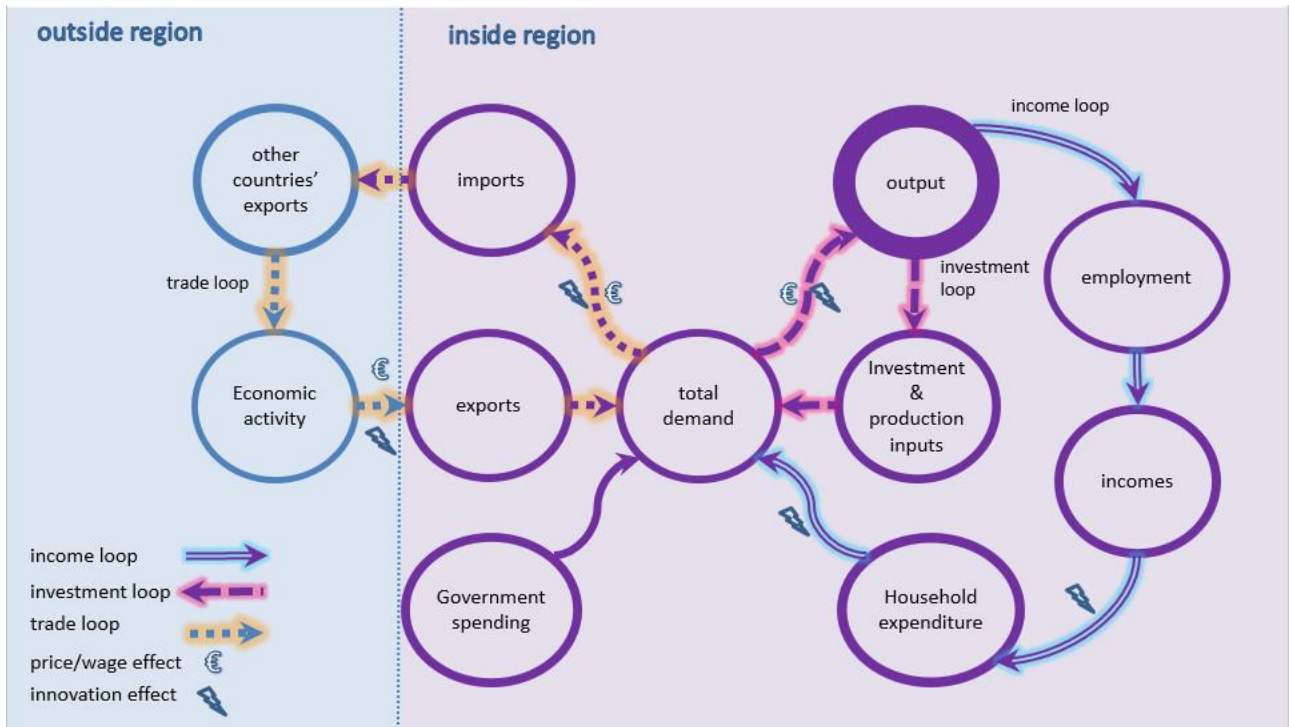 outside region
inside region
income loop
other
countries'
exports
imports
output
trade loop
investment
loop
employment
Economic
activity
exports
total
demand
Investment
&
production
inputs
incomes
Government
spending
Household
expenditure
income loop
investment loop
trade loop
price/wage effect
innovation effect